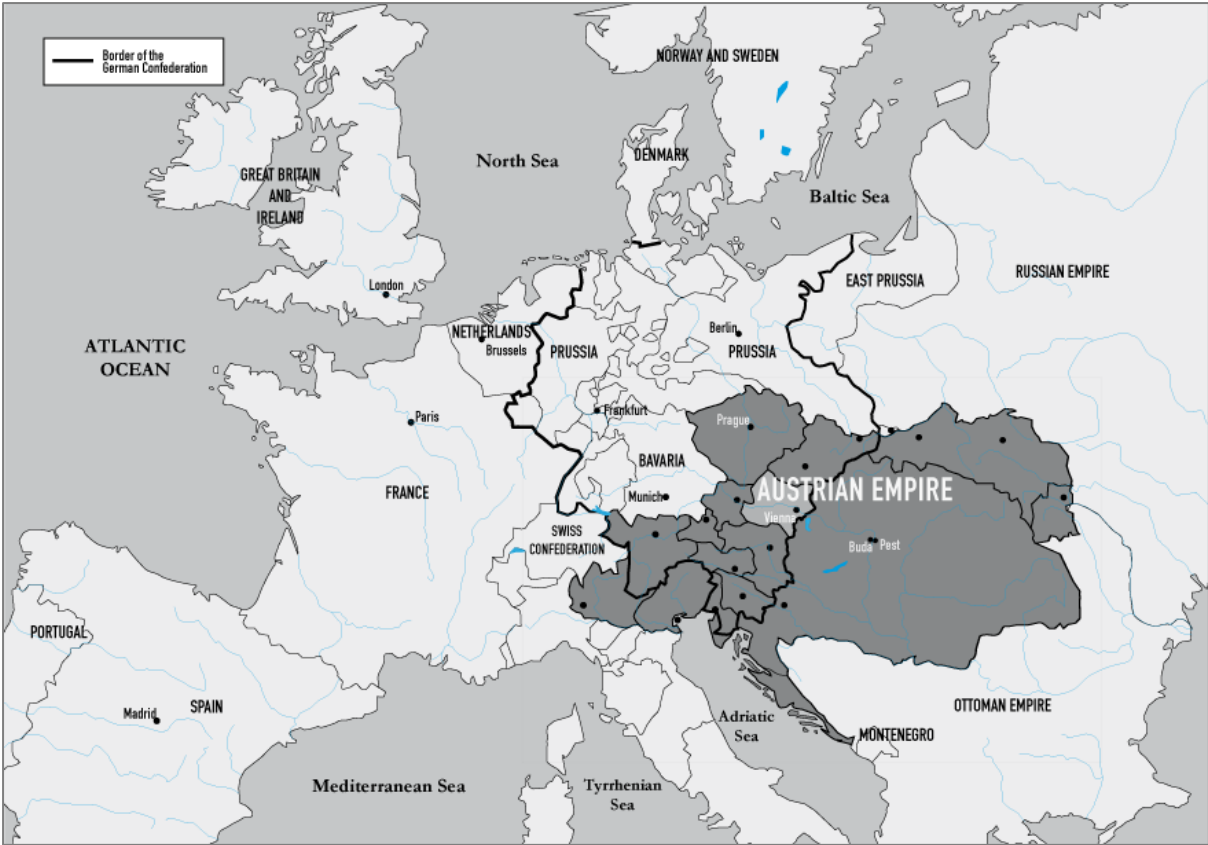 Border of the
German Confederation
NORWAY AND SWEDEN
North Sea
DENMARK
GREAT BRITAIN
AND
IRELAND
Baltic Sea
RUSSIAN EMPIRE
EAST PRUSSIA
London
NETHERLANDS
Brussels
PRUSSIA
Berlin
PRUSSIA
ATLANTIC
OCEAN
Paris
Frankfurt
Prague
BAVARIA
FRANCE
Munich
AUSTRIAN EMPIRE
Vienna
SWISS
CONFEDERATION
Buda
Pest
PORTUGAL
SPAIN
Madrid
Adriatic
Sea
OTTOMAN EMPIRE
MONTENEGRO
Mediterranean Sea
Tyrrhenian
Sea